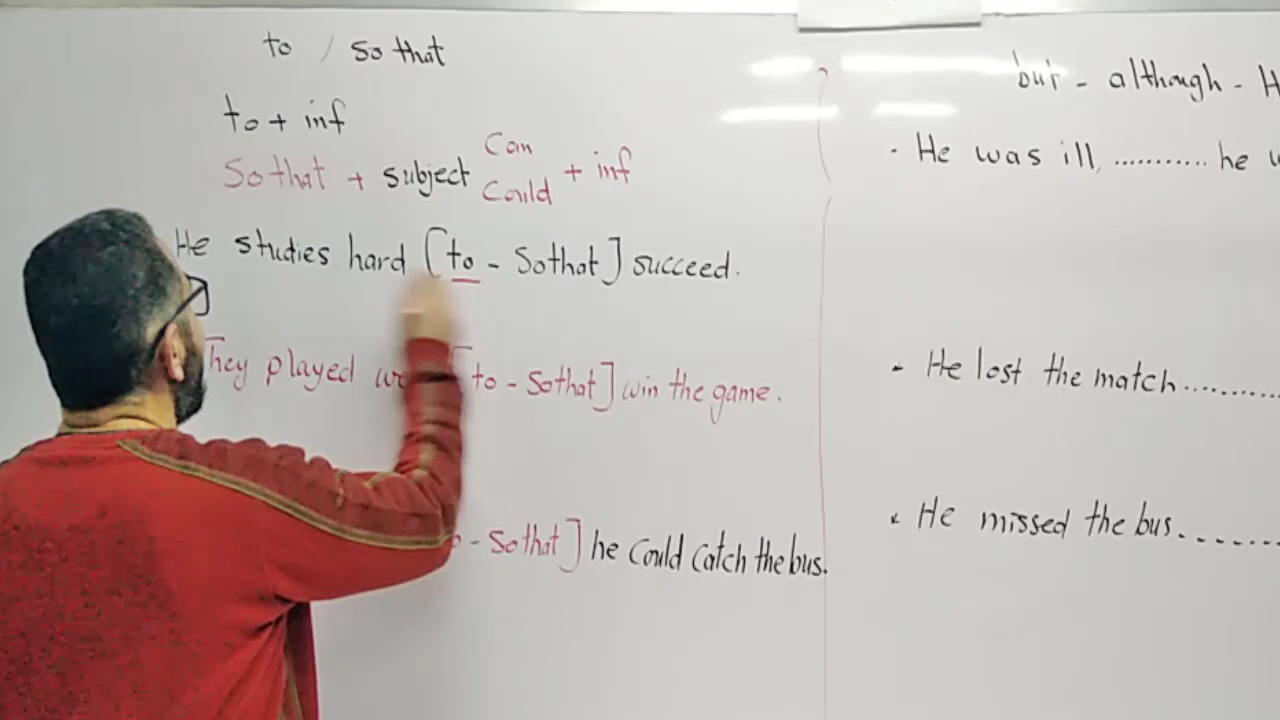 to / so that
to + inf
So that + subject Can Could + inf
He studies hard [to - So that] succeed.
They played [to - So that] win the game.
- So that] he Could Catch the bus.
but - although - H
- He was ill, ........... he
- He lost the match ............
He missed the bus. .......